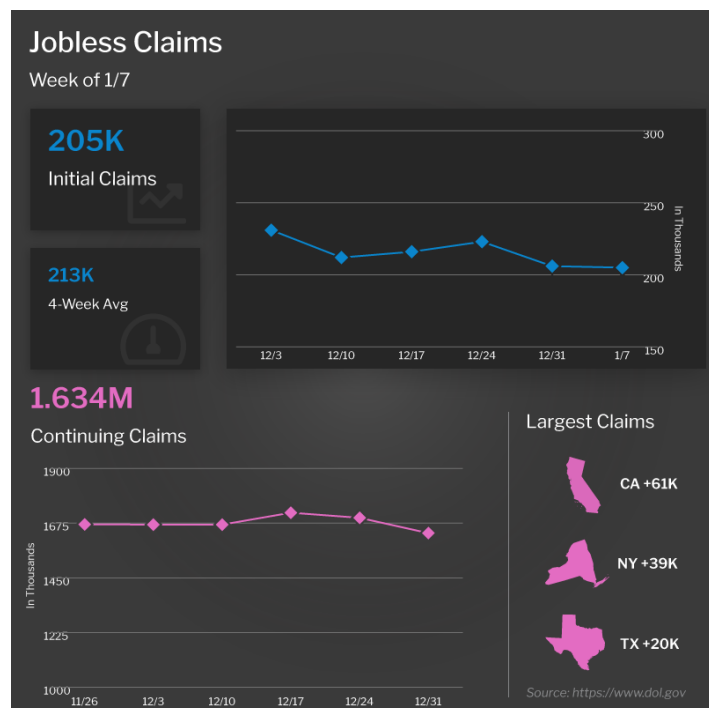 Jobless Claims
Week of 1/7
205K
Initial Claims
213K
4-Week Avg
300
250
200
150
In Thousands
12/3 12/10 12/17 12/24 12/31 1/7
1.634M
Continuing Claims
1900
1675
1450
1225
1000
In Thousands
11/26 12/3 12/10 12/17 12/24 12/31
Largest Claims
CA +61K
NY +39K
TX +20K
Source: https://www.dol.gov